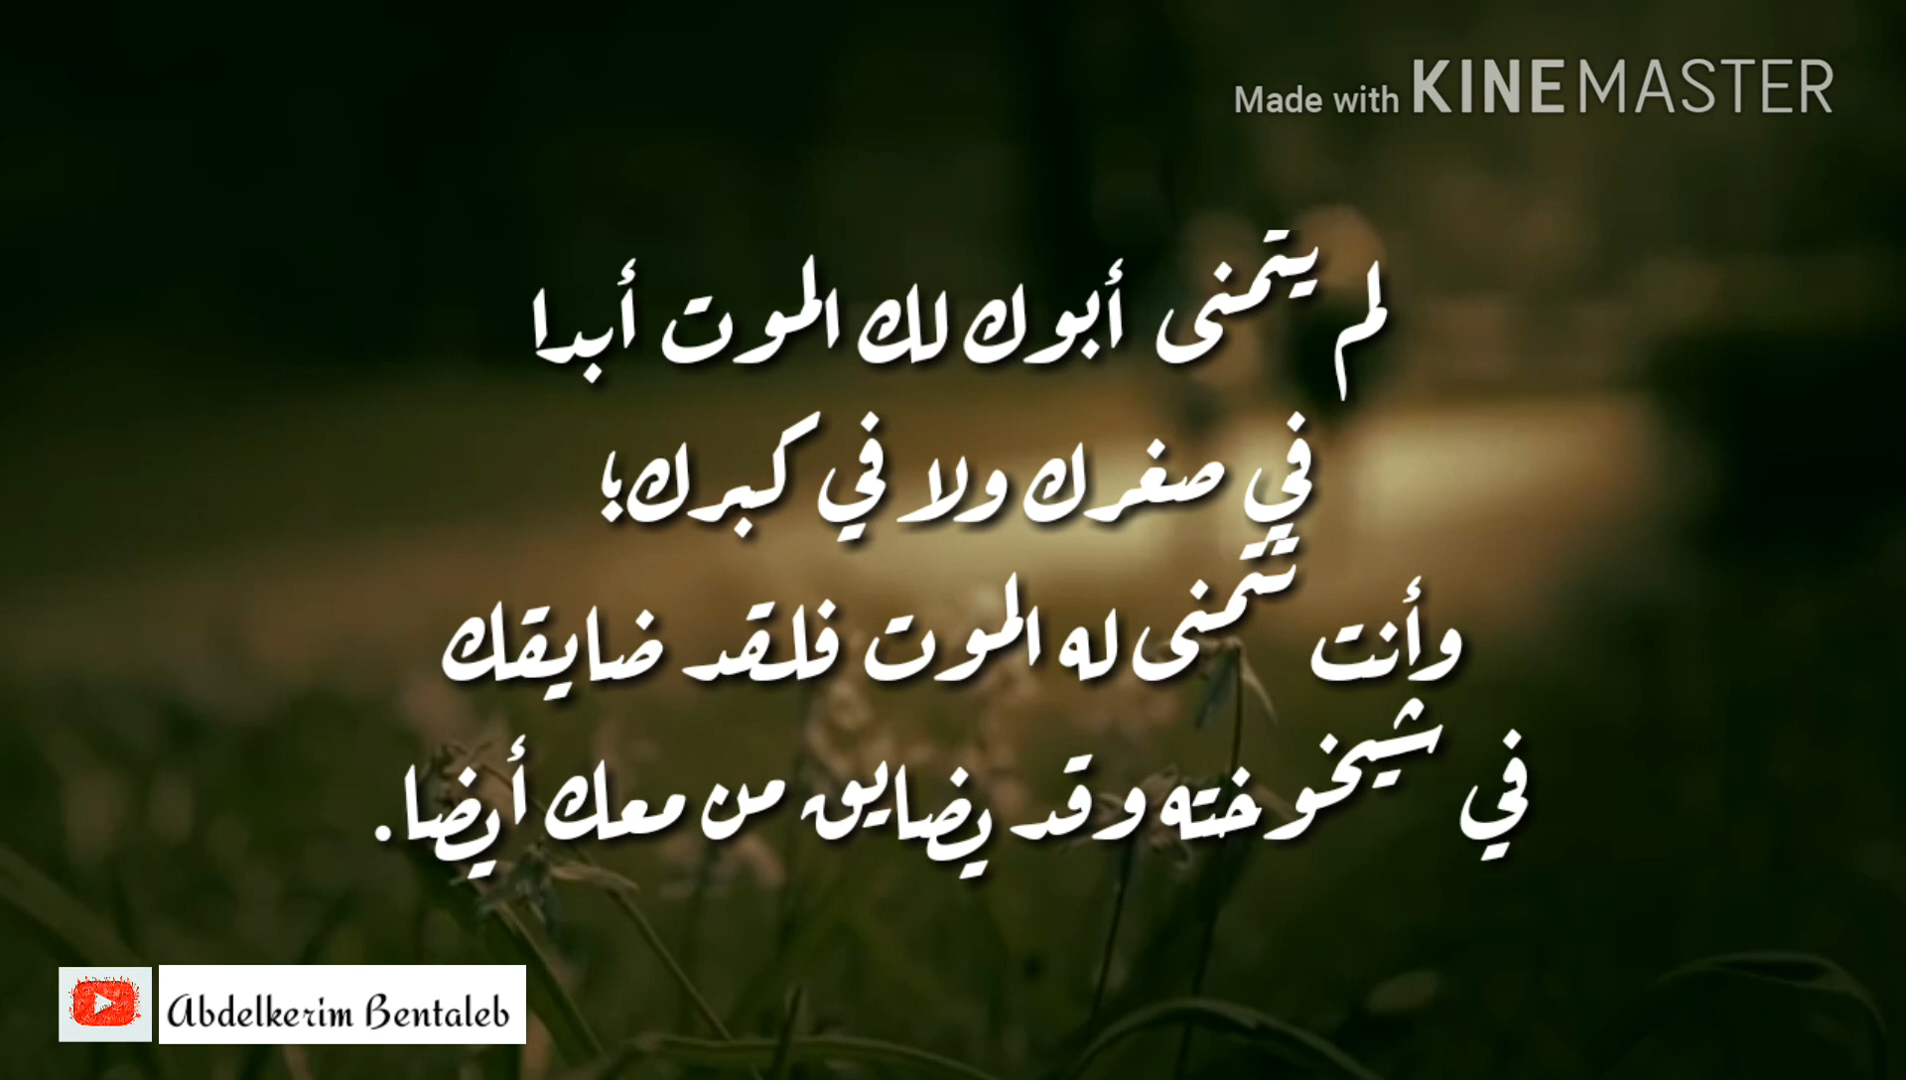 Made with KINEMASTER
لم يتمنى أبوك لك الموت أبدا
في صغرك ولا في كبرك؛
وأنت تتمنى له الموت فلقد ضايقك
في شيخوخته وقد يضايق من معك أيضا.
Abdelkerim Bentaleb